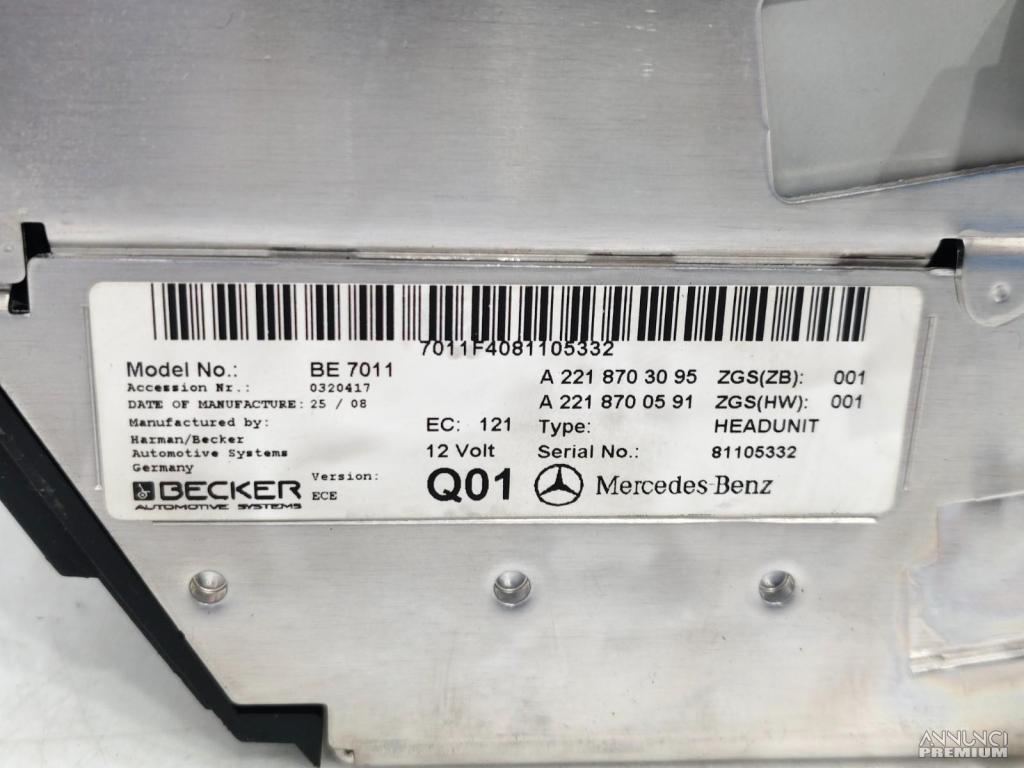 7011F4081105332
Model No.: BE 7011
Accession Nr.: 0320417
DATE OF MANUFACTURE: 25 / 08
Manufactured by:
Harman/Becker
Automotive Systems
Germany
BECKER
AUTOMOTIVE SYSTEMS
Version:
ECE
A 221 870 30 95 ZGS(ZB): 001
A 221 870 05 91 ZGS(HW): 001
EC: 121 Type: HEADUNIT
12 Volt Serial No.: 81105332
Q01 Mercedes-Benz
ANNUNCI
PREMIUM